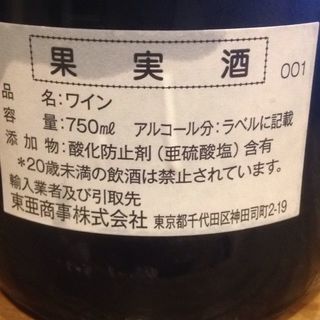 果実酒
001
品名:ワイン
容量:750ml アルコール分:ラベルに記載
添加物:酸化防止剤(亜硫酸塩)含有
*20歳未満の飲酒は禁止されています。
輸入業者及び引取先
東亜商事株式会社 東京都千代田区神田司町2-19